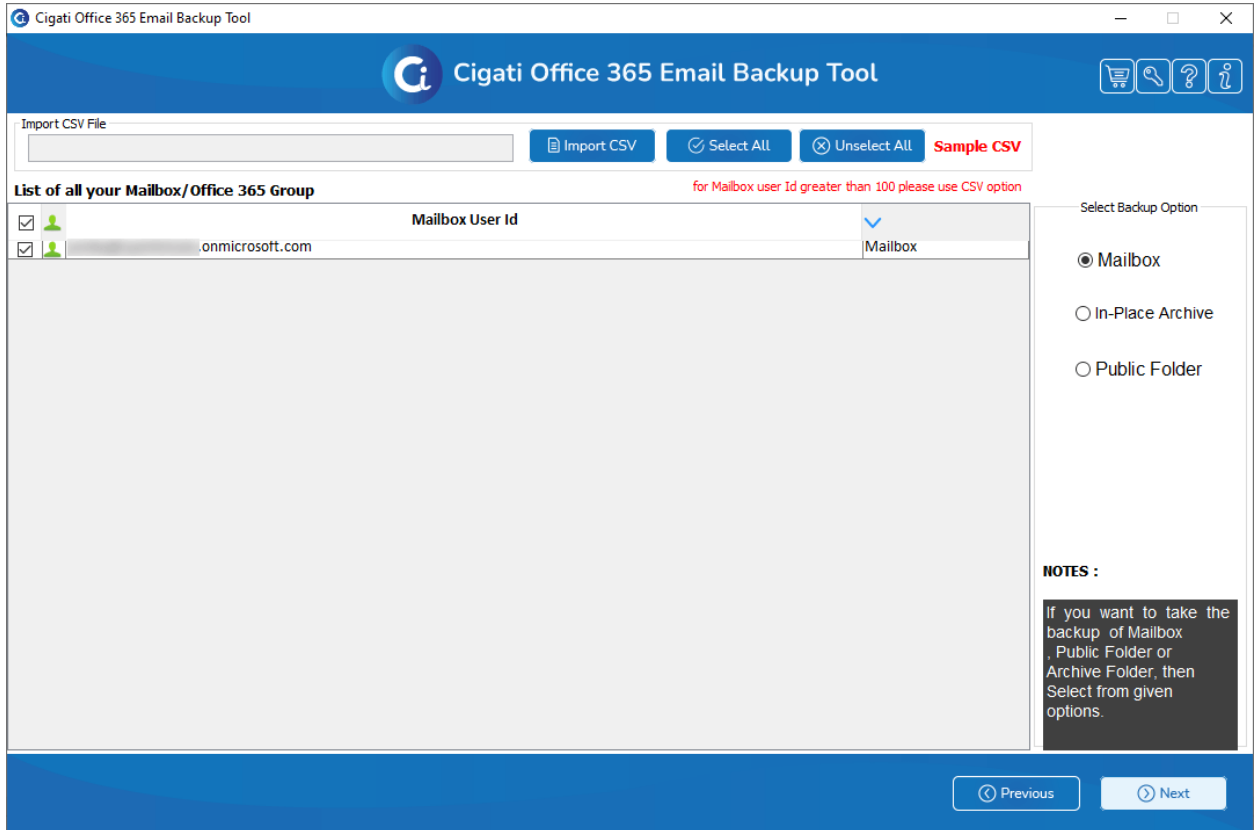 Cigati Office 365 Email Backup Tool
Ci Cigati Office 365 Email Backup Tool
Import CSV File
Import CSV Select All Unselect All Sample CSV
List of all your Mailbox/Office 365 Group for Mailbox user Id greater than 100 please use CSV option
Mailbox User Id
.onmicrosoft.com Mailbox
Select Backup Option
Mailbox
In-Place Archive
Public Folder
NOTES :
If you want to take the
backup of Mailbox
, Public Folder or
Archive Folder, then
Select from given
options.
Previous Next